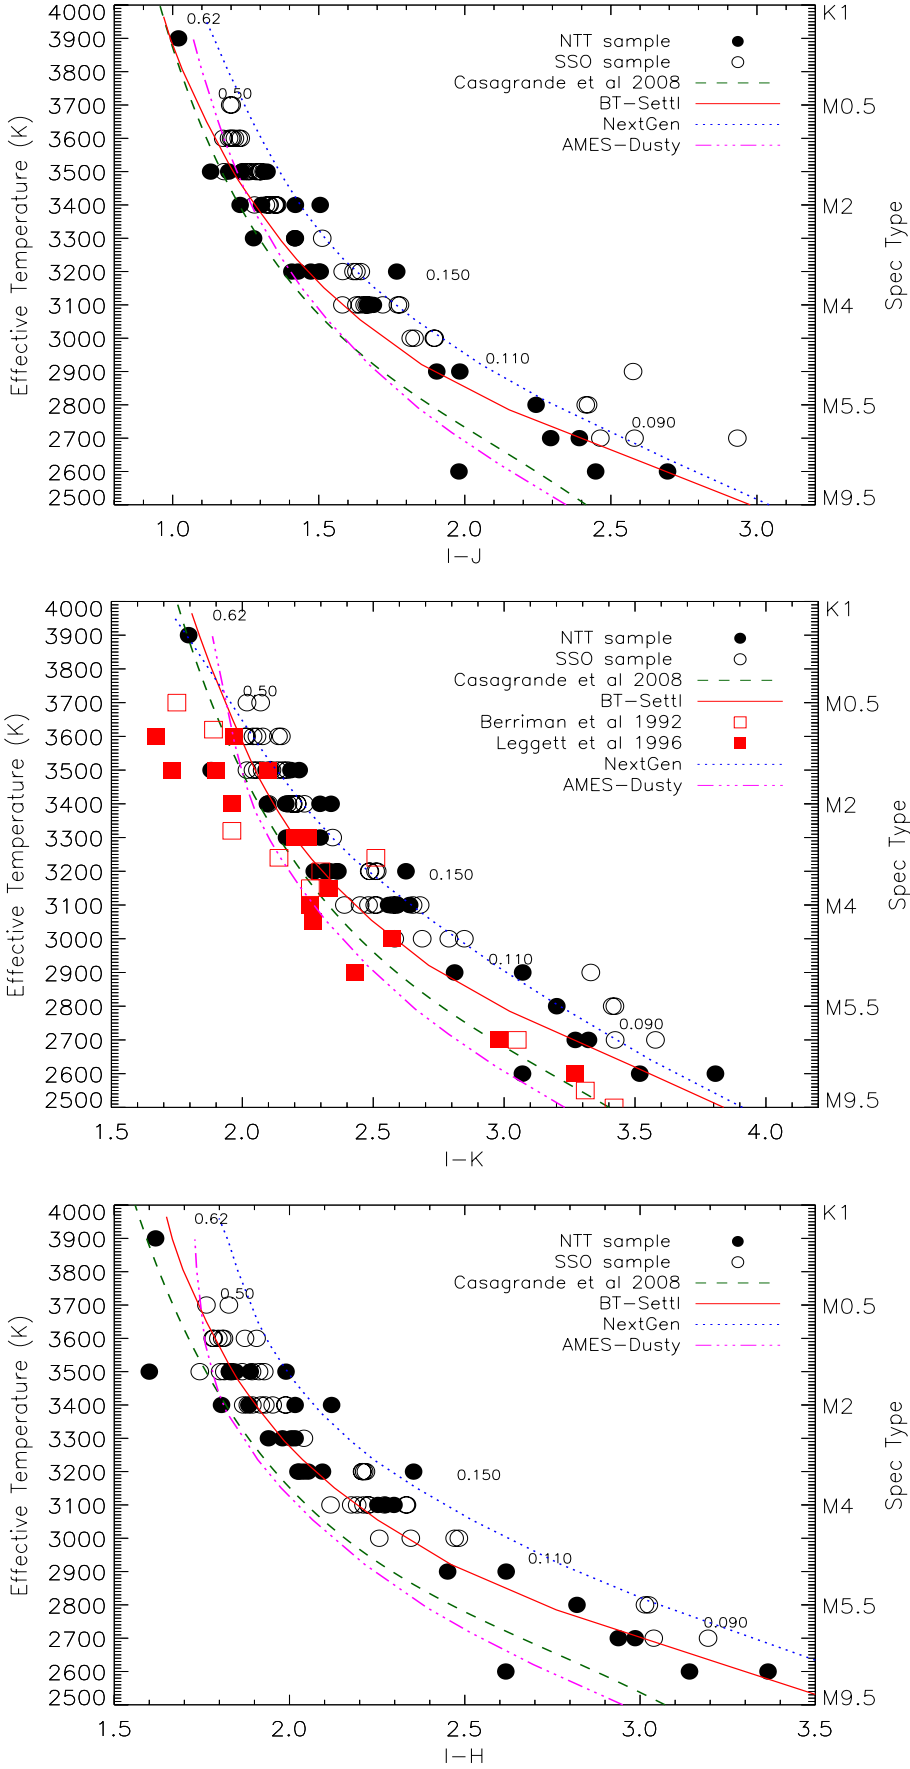 4000
3900
3800
3700
3600
3500
3400
3300
3200
3100
3000
2900
2800
2700
2600
2500
Effective Temperature (K)
0.62
0.50
0.150
0.110
0.090
NTT sample
SSO sample
Casagrande et al 2008
BT-Settl
NextGen
AMES-Dusty
K1
M0.5
M2
M4
M5.5
M9.5
Spec Type
1.0 1.5 2.0 2.5 3.0
I-J
4000
3900
3800
3700
3600
3500
3400
3300
3200
3100
3000
2900
2800
2700
2600
2500
Effective Temperature (K)
0.62
0.50
0.150
0.110
0.090
NTT sample
SSO sample
Casagrande et al 2008
BT-Settl
Berriman et al 1992
Leggett et al 1996
NextGen
AMES-Dusty
K1
M0.5
M2
M4
M5.5
M9.5
Spec Type
1.5 2.0 2.5 3.0 3.5 4.0
I-K
4000
3900
3800
3700
3600
3500
3400
3300
3200
3100
3000
2900
2800
2700
2600
2500
Effective Temperature (K)
0.62
0.50
0.150
0.110
0.090
NTT sample
SSO sample
Casagrande et al 2008
BT-Settl
NextGen
AMES-Dusty
K1
M0.5
M2
M4
M5.5
M9.5
Spec Type
1.5 2.0 2.5 3.0 3.5
I-H